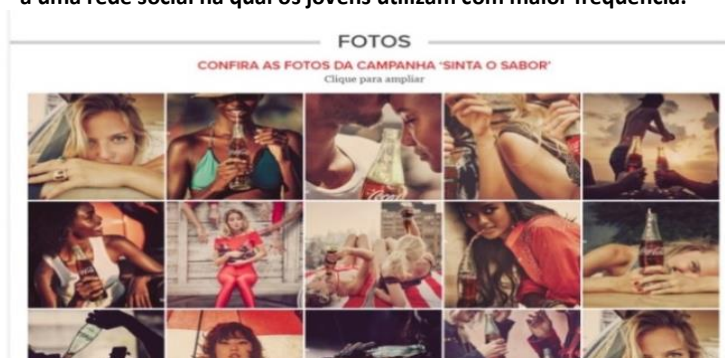 a uma rede social na qual os jovens utilizam com maior frequência.
FOTOS
CONFIRA AS FOTOS DA CAMPANHA 'SINTA O SABOR'
Clique para ampliar